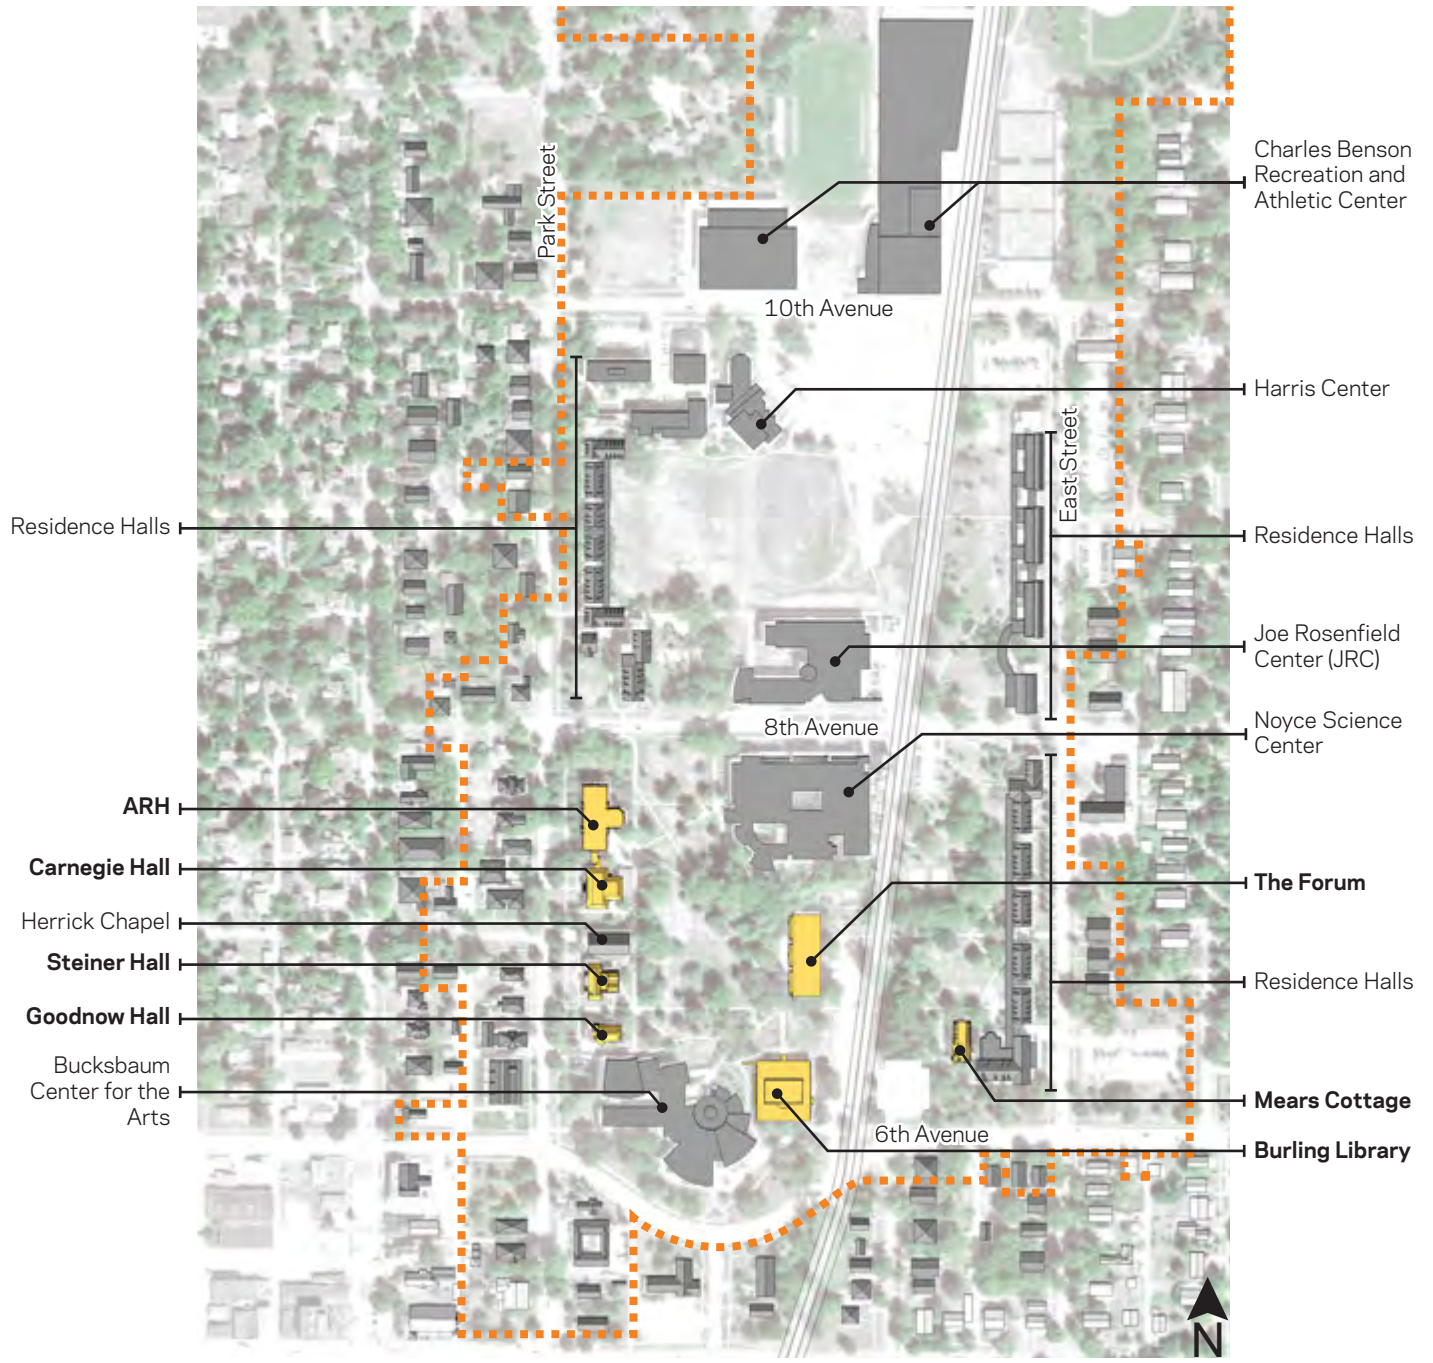 Park Street
Charles Benson
Recreation and
Athletic Center
10th Avenue
Harris Center
East Street
Residence Halls
Residence Halls
Joe Rosenfield
Center (JRC)
8th Avenue
Noyce Science
Center
ARH
Carnegie Hall
The Forum
Herrick Chapel
Steiner Hall
Residence Halls
Goodnow Hall
Bucksbaum
Center for the
Arts
Mears Cottage
6th Avenue
Burling Library
N